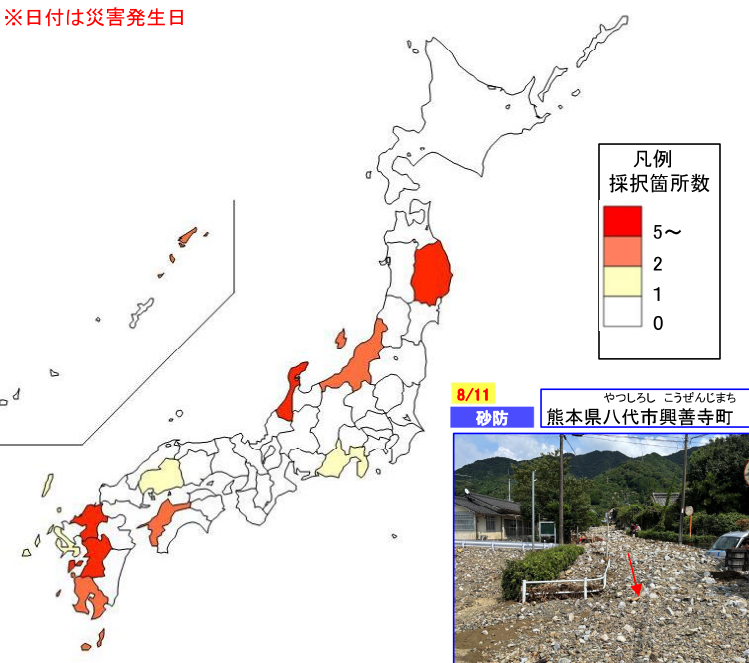 ※日付は災害発生日
凡例
採択箇所数
5～
2
1
0
8/11
砂防
やつしろし こうぜんじまち
熊本県八代市興善寺町